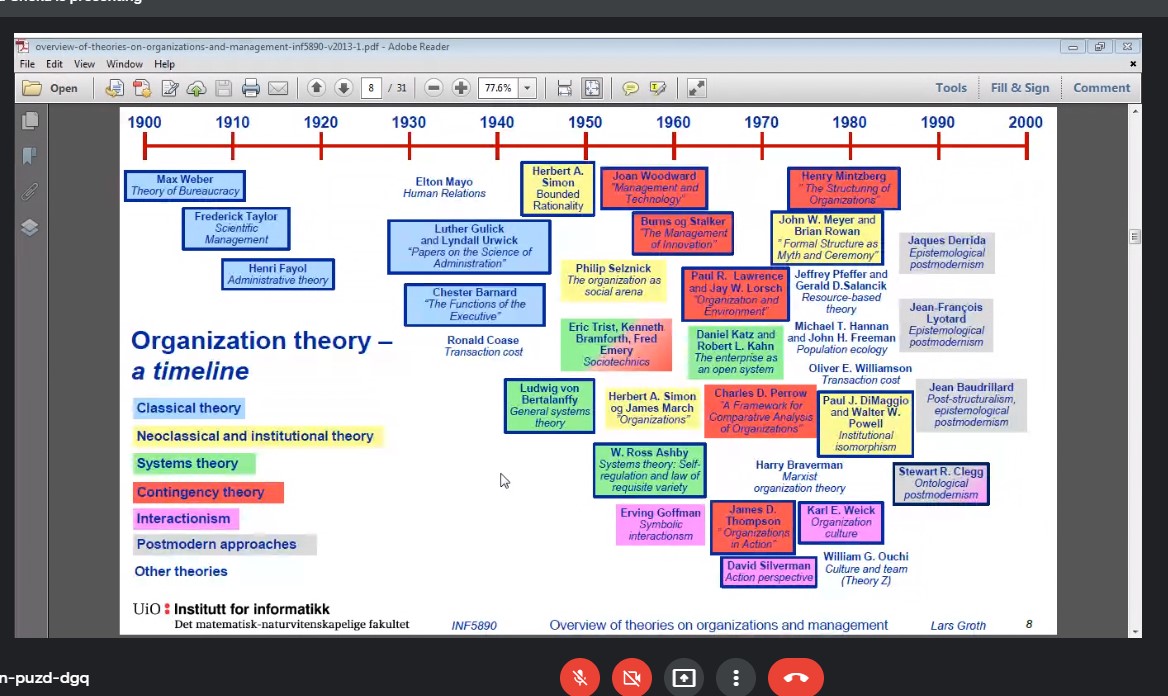 is presenting
overview-of-theories-on-organizations-and-management-inf5890-v2013-1.pdf - Adobe Reader
File Edit View Window Help
Open 8 / 31 77.6% Tools Fill & Sign Comment
1900 1910 1920 1930 1940 1950 1960 1970 1980 1990 2000
Max Weber
Theory of Bureaucracy
Frederick Taylor
Scientific
Management
Henri Fayol
Administrative theory
Elton Mayo
Human Relations
Luther Gulick
and Lyndall Urwick
"Papers on the Science of
Administration"
Chester Barnard
"The Functions of the
Executive"
Ronald Coase
Transaction cost
Herbert A.
Simon
Bounded
Rationality
Philip Selznick
The organization as
social arena
Eric Trist, Kenneth
Bramforth, Fred
Emery
Sociotechnics
Ludwig von
Bertalanffy
General systems
theory
Herbert A. Simon
og James March
"Organizations"
W. Ross Ashby
Systems theory: Self-
regulation and law of
requisite variety
Erving Goffman
Symbolic
interactionism
Joan Woodward
"Management and
Technology"
Burns og Stalker
"The Management
of Innovation"
Paul R. Lawrence
and Jay W. Lorsch
"Organization and
Environment"
Daniel Katz and
Robert L. Kahn
The enterprise as
an open system
Charles D. Perrow
"A Framework for
Comparative Analysis
of Organizations"
Harry Braverman
Marxist
organization theory
James D.
Thompson
" Organizations
in Action"
David Silverman
Action perspective
Henry Mintzberg
" The Structuring of
Organizations"
John W. Meyer and
Brian Rowan
" Formal Structure as
Myth and Ceremony"
Jeffrey Pfeffer and
Gerald D.Salancik
Resource-based
theory
Michael T. Hannan
and John H. Freeman
Population ecology
Oliver E. Williamson
Transaction cost
Paul J. DiMaggio
and Walter W.
Powell
Institutional
isomorphism
Karl E. Weick
Organization
culture
William G. Ouchi
Culture and team
(Theory Z)
Jaques Derrida
Epistemological
postmodernism
Jean-François
Lyotard
Epistemological
postmodernism
Jean Baudrillard
Post-structuralism,
epistemological
postmodernism
Stewart R. Clegg
Ontological
postmodernism
Organization theory –
a timeline
Classical theory
Neoclassical and institutional theory
Systems theory
Contingency theory
Interactionism
Postmodern approaches
Other theories
UiO Institutt for informatikk
Det matematisk-naturvitenskapelige fakultet
INF5890 Overview of theories on organizations and management Lars Groth 8
n-puzd-dgq